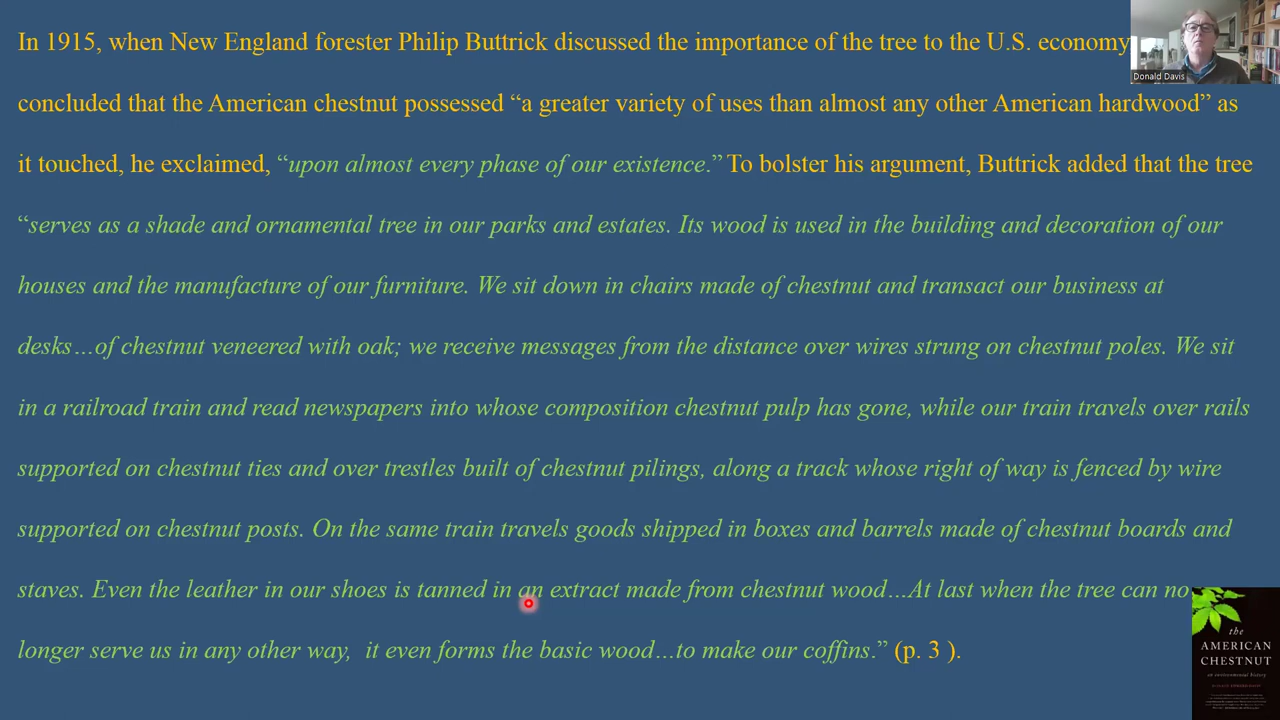 In 1915, when New England forester Philip Buttrick discussed the importance of the tree to the U.S. economy
Donald Davis
concluded that the American chestnut possessed “a greater variety of uses than almost any other American hardwood” as
it touched, he exclaimed, “upon almost every phase of our existence.” To bolster his argument, Buttrick added that the tree
“serves as a shade and ornamental tree in our parks and estates. Its wood is used in the building and decoration of our
houses and the manufacture of our furniture. We sit down in chairs made of chestnut and transact our business at
desks…of chestnut veneered with oak; we receive messages from the distance over wires strung on chestnut poles. We sit
in a railroad train and read newspapers into whose composition chestnut pulp has gone, while our train travels over rails
supported on chestnut ties and over trestles built of chestnut pilings, along a track whose right of way is fenced by wire
supported on chestnut posts. On the same train travels goods shipped in boxes and barrels made of chestnut boards and
staves. Even the leather in our shoes is tanned in an extract made from chestnut wood…At last when the tree can no
longer serve us in any other way,  it even forms the basic wood…to make our coffins.” (p. 3 ).
the
AMERICAN
CHESTNUT
an environmental history